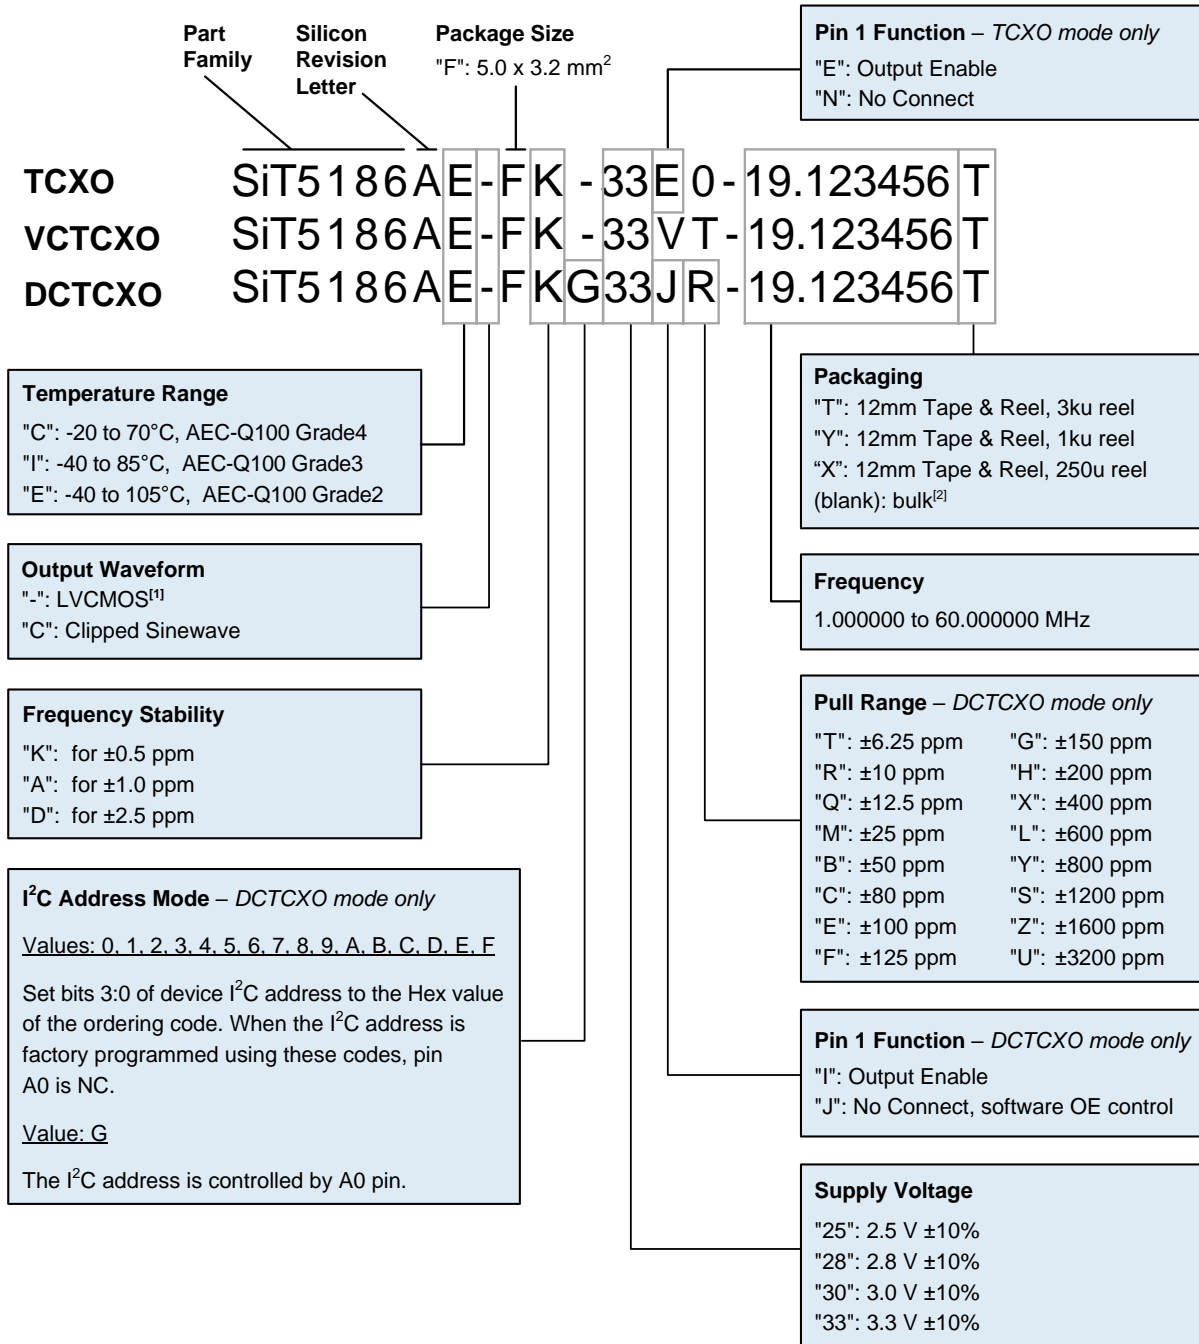 Part Family
Silicon Revision Letter
Package Size
"F": 5.0 x 3.2 mm²
Pin 1 Function – TCXO mode only
"E": Output Enable
"N": No Connect
TCXO SiT5186AE-FK-33E0-19.123456T
VCTCXO SiT5186AE-FK-33VT-19.123456T
DCTCXO SiT5186AE-FKG33JR-19.123456T
Temperature Range
"C": -20 to 70°C, AEC-Q100 Grade4
"I": -40 to 85°C, AEC-Q100 Grade3
"E": -40 to 105°C, AEC-Q100 Grade2
Output Waveform
"-": LVCMOS[1]
"C": Clipped Sinewave
Frequency Stability
"K": for ±0.5 ppm
"A": for ±1.0 ppm
"D": for ±2.5 ppm
I²C Address Mode – DCTCXO mode only
Values: 0, 1, 2, 3, 4, 5, 6, 7, 8, 9, A, B, C, D, E, F
Set bits 3:0 of device I²C address to the Hex value
of the ordering code. When the I²C address is
factory programmed using these codes, pin
A0 is NC.
Value: G
The I²C address is controlled by A0 pin.
Packaging
"T": 12mm Tape & Reel, 3ku reel
"Y": 12mm Tape & Reel, 1ku reel
“X”: 12mm Tape & Reel, 250u reel
(blank): bulk[2]
Frequency
1.000000 to 60.000000 MHz
Pull Range – DCTCXO mode only
"T": ±6.25 ppm "G": ±150 ppm
"R": ±10 ppm "H": ±200 ppm
"Q": ±12.5 ppm "X": ±400 ppm
"M": ±25 ppm "L": ±600 ppm
"B": ±50 ppm "Y": ±800 ppm
"C": ±80 ppm "S": ±1200 ppm
"E": ±100 ppm "Z": ±1600 ppm
"F": ±125 ppm "U": ±3200 ppm
Pin 1 Function – DCTCXO mode only
"I": Output Enable
"J": No Connect, software OE control
Supply Voltage
"25": 2.5 V ±10%
"28": 2.8 V ±10%
"30": 3.0 V ±10%
"33": 3.3 V ±10%